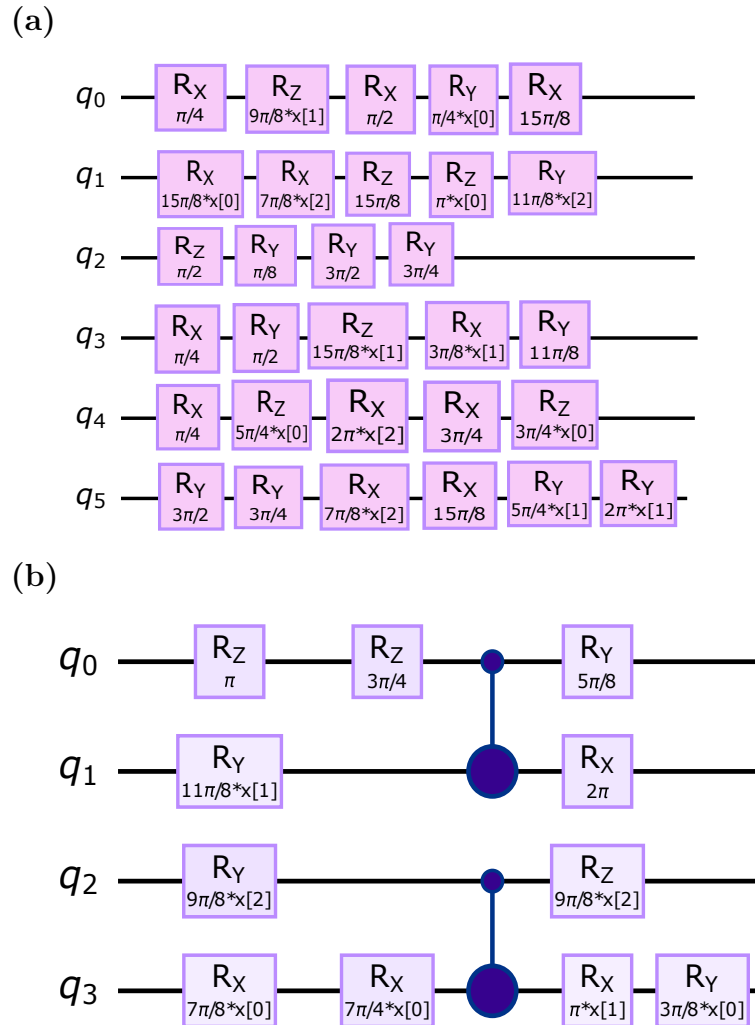 (a)
q0 RX RZ RX RY RX
π/4 9π/8*x[1] π/2 π/4*x[0] 15π/8
q1 RX RX RZ RZ RY
15π/8*x[0] 7π/8*x[2] 15π/8 π*x[0] 11π/8*x[2]
q2 RZ RY RY RY
π/2 π/8 3π/2 3π/4
q3 RX RY RZ RX RY
π/4 π/2 15π/8*x[1] 3π/8*x[1] 11π/8
q4 RX RZ RX RX RZ
π/4 5π/4*x[0] 2π*x[2] 3π/4 3π/4*x[0]
q5 RY RY RX RX RY RY
3π/2 3π/4 7π/8*x[2] 15π/8 5π/4*x[1] 2π*x[1]
(b)
q0 RZ RZ RY
π 3π/4 5π/8
q1 RY RX
11π/8*x[1] 2π
q2 RY RZ
9π/8*x[2] 9π/8*x[2]
q3 RX RX RX RY
7π/8*x[0] 7π/4*x[0] π*x[1] 3π/8*x[0]